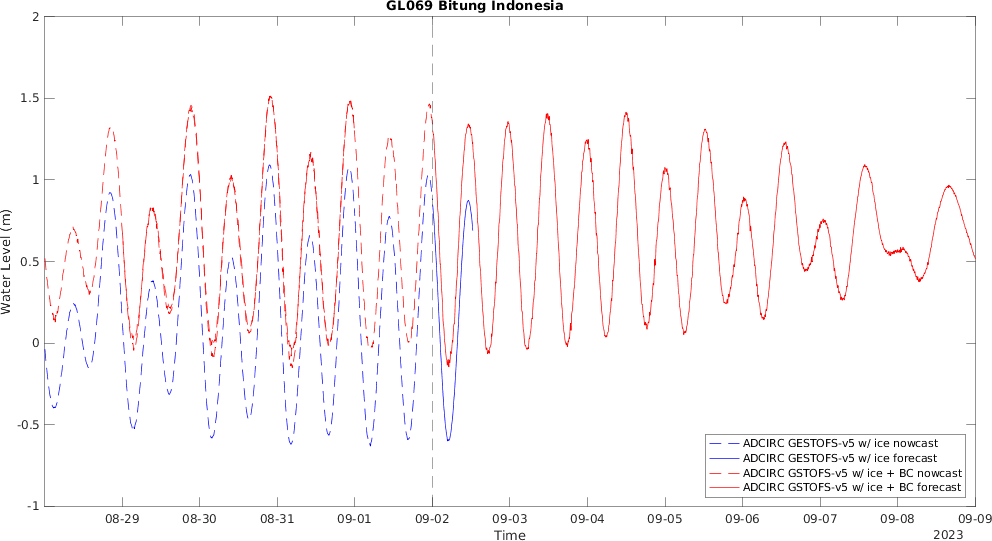 GL069 Bitung Indonesia
2
1.5
1
0.5
0
-0.5
-1
Water Level (m)
ADCIRC GESTOFS-v5 w/ ice nowcast
ADCIRC GESTOFS-v5 w/ ice forecast
ADCIRC GSTOFS-v5 w/ ice + BC nowcast
ADCIRC GSTOFS-v5 w/ ice + BC forecast
08-29 08-30 08-31 09-01 09-02 09-03 09-04 09-05 09-06 09-07 09-08 09-09
Time
2023